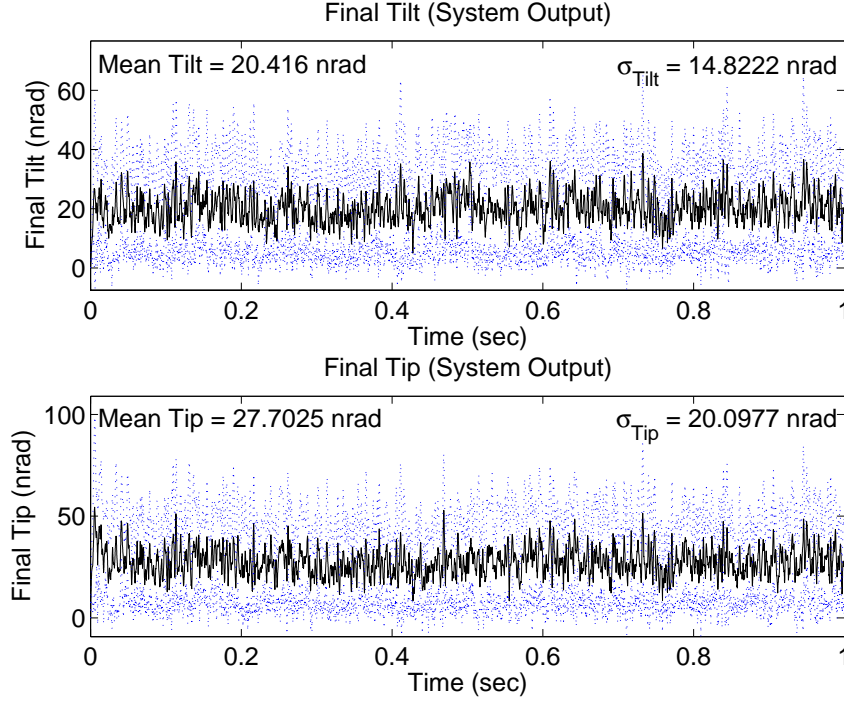 Final Tilt (System Output)
Mean Tilt = 20.416 nrad
σTilt = 14.8222 nrad
Final Tilt (nrad)
60
40
20
0
0 0.2 0.4 0.6 0.8 1
Time (sec)
Final Tip (System Output)
Mean Tip = 27.7025 nrad
σTip = 20.0977 nrad
Final Tip (nrad)
100
50
0
0 0.2 0.4 0.6 0.8 1
Time (sec)